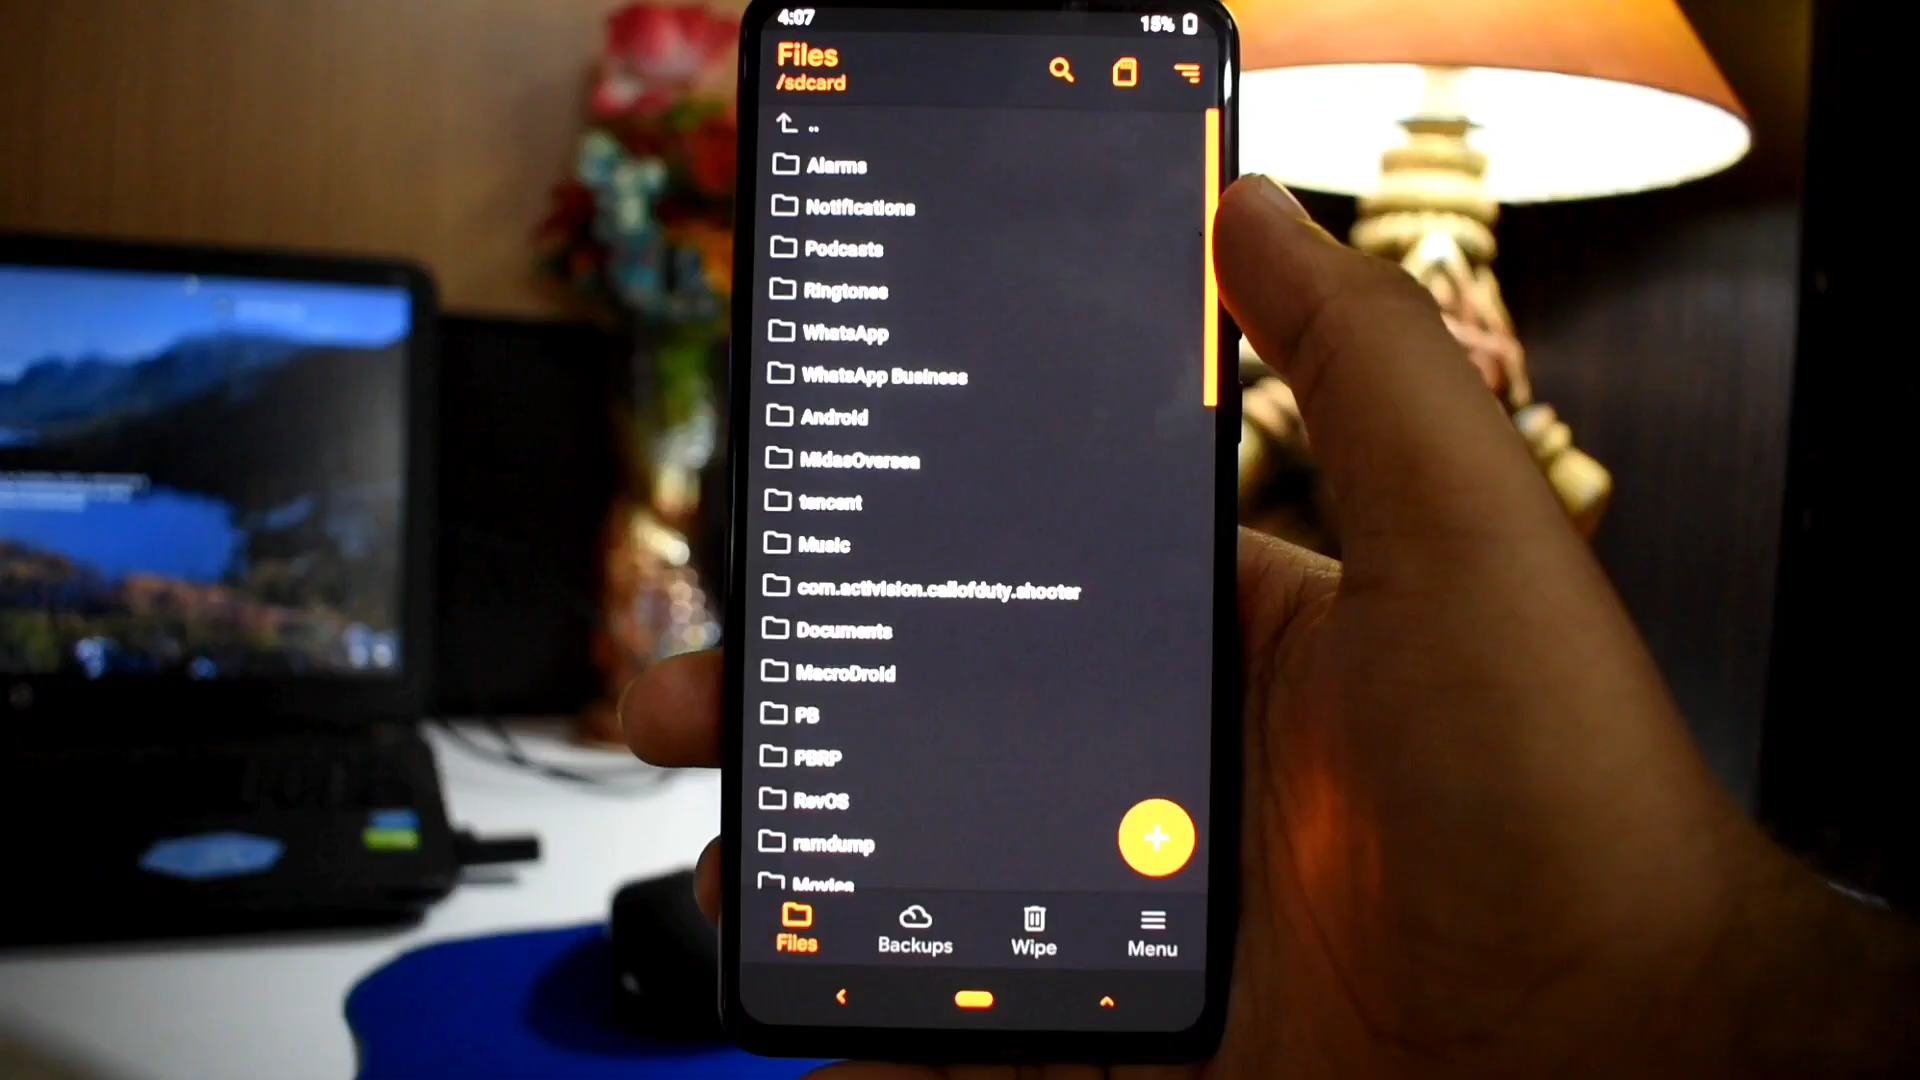 4:07
15%
Files
/sdcard
..
Alarms
Notifications
Podcasts
Ringtones
WhatsApp
WhatsApp Business
Android
MidasOversea
tencent
Music
com.activision.callofduty.shooter
Documents
MacroDroid
PB
PBRP
RevOS
ramdump
Movies
Files
Backups
Wipe
Menu